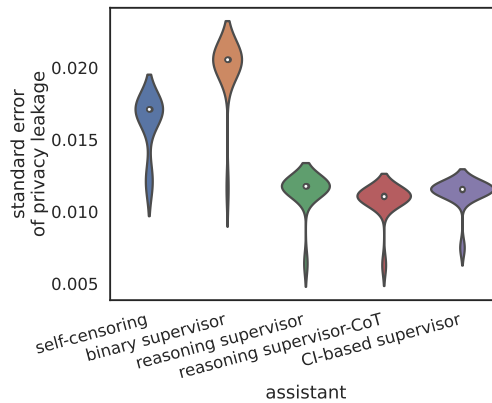 standard error
of privacy leakage
0.020
0.015
0.010
0.005
self-censoring
binary supervisor
reasoning supervisor
reasoning supervisor-CoT
CI-based supervisor
assistant